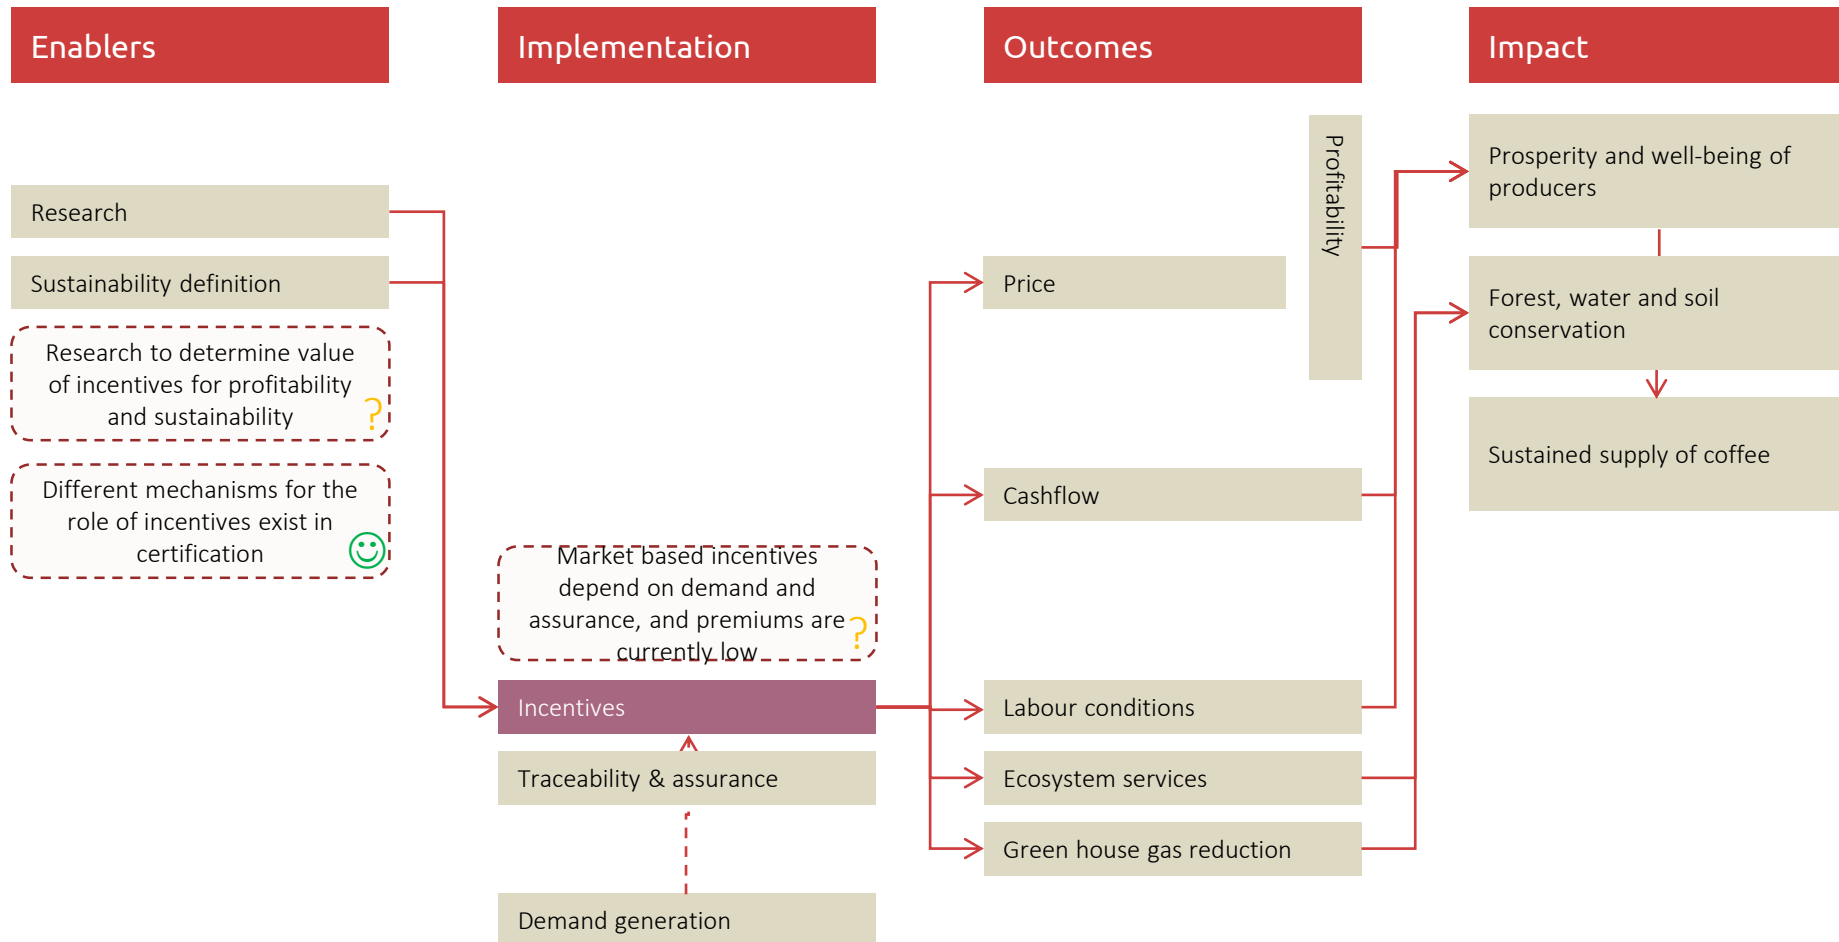 Enablers
Implementation
Outcomes
Impact
Research
Sustainability definition
Research to determine value
of incentives for profitability
and sustainability
?
Different mechanisms for the
role of incentives exist in
certification
Market based incentives
depend on demand and
assurance, and premiums are
currently low
?
Incentives
Traceability & assurance
Demand generation
Profitability
Price
Cashflow
Labour conditions
Ecosystem services
Green house gas reduction
Prosperity and well-being of
producers
Forest, water and soil
conservation
Sustained supply of coffee